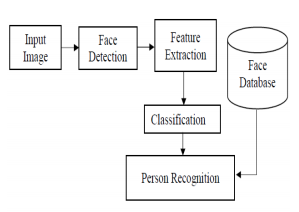 Input
Image
Face
Detection
Feature
Extraction
Face
Database
Classification
Person Recognition